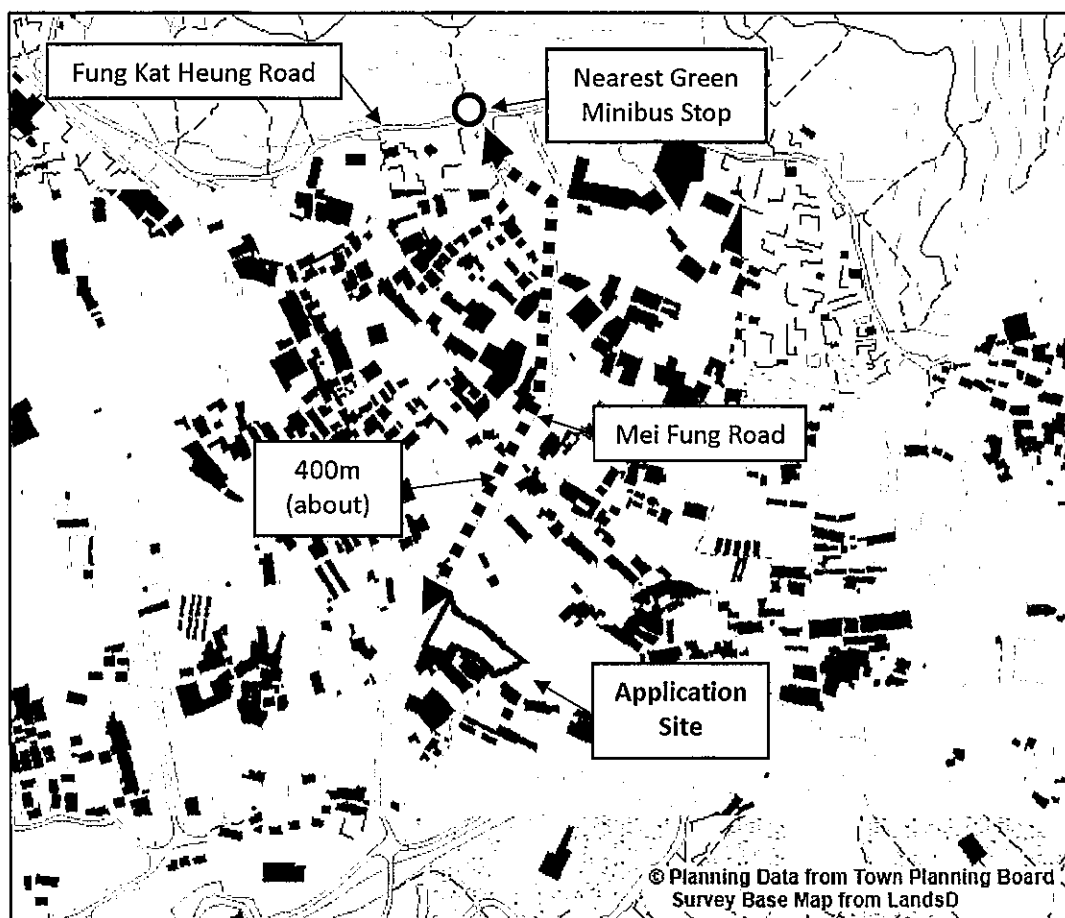 Fung Kat Heung Road
Nearest Green
Minibus Stop
Mei Fung Road
400m
(about)
Application
Site
© Planning Data from Town Planning Board
Survey Base Map from LandsD